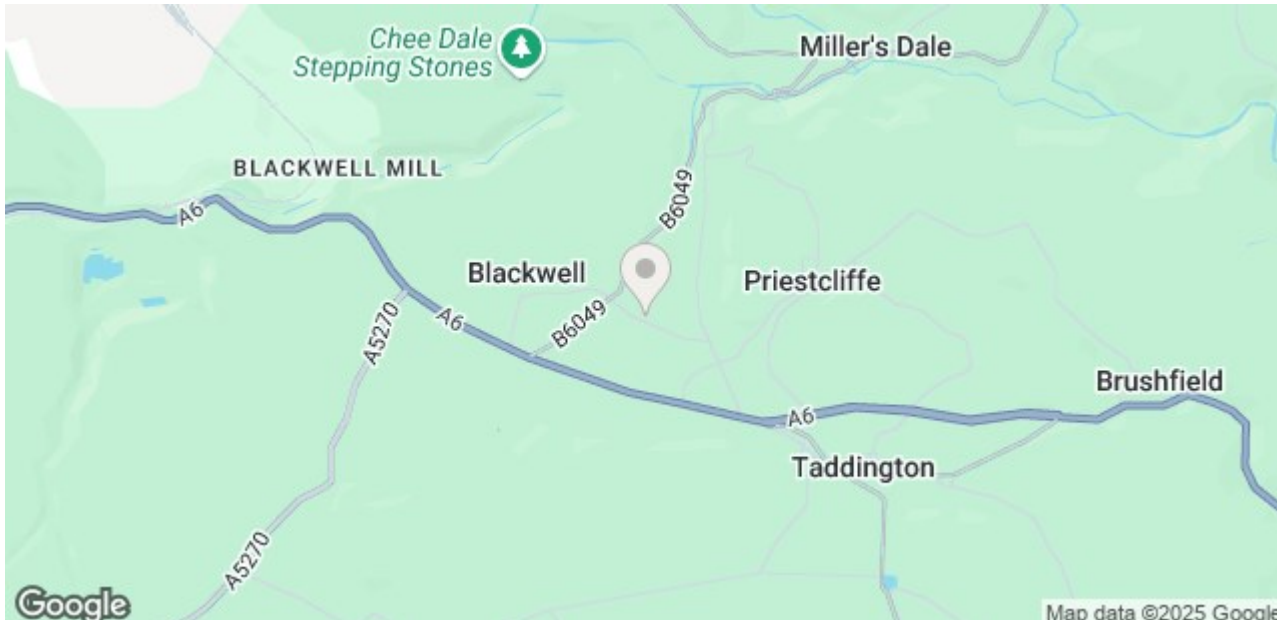 Chee Dale
Stepping Stones
Miller's Dale
BLACKWELL MILL
A6
B6049
Blackwell
Priestcliffe
A5270
A6
B6049
Brushfield
A6
Taddington
A5270
Google
Map data ©2025 Google